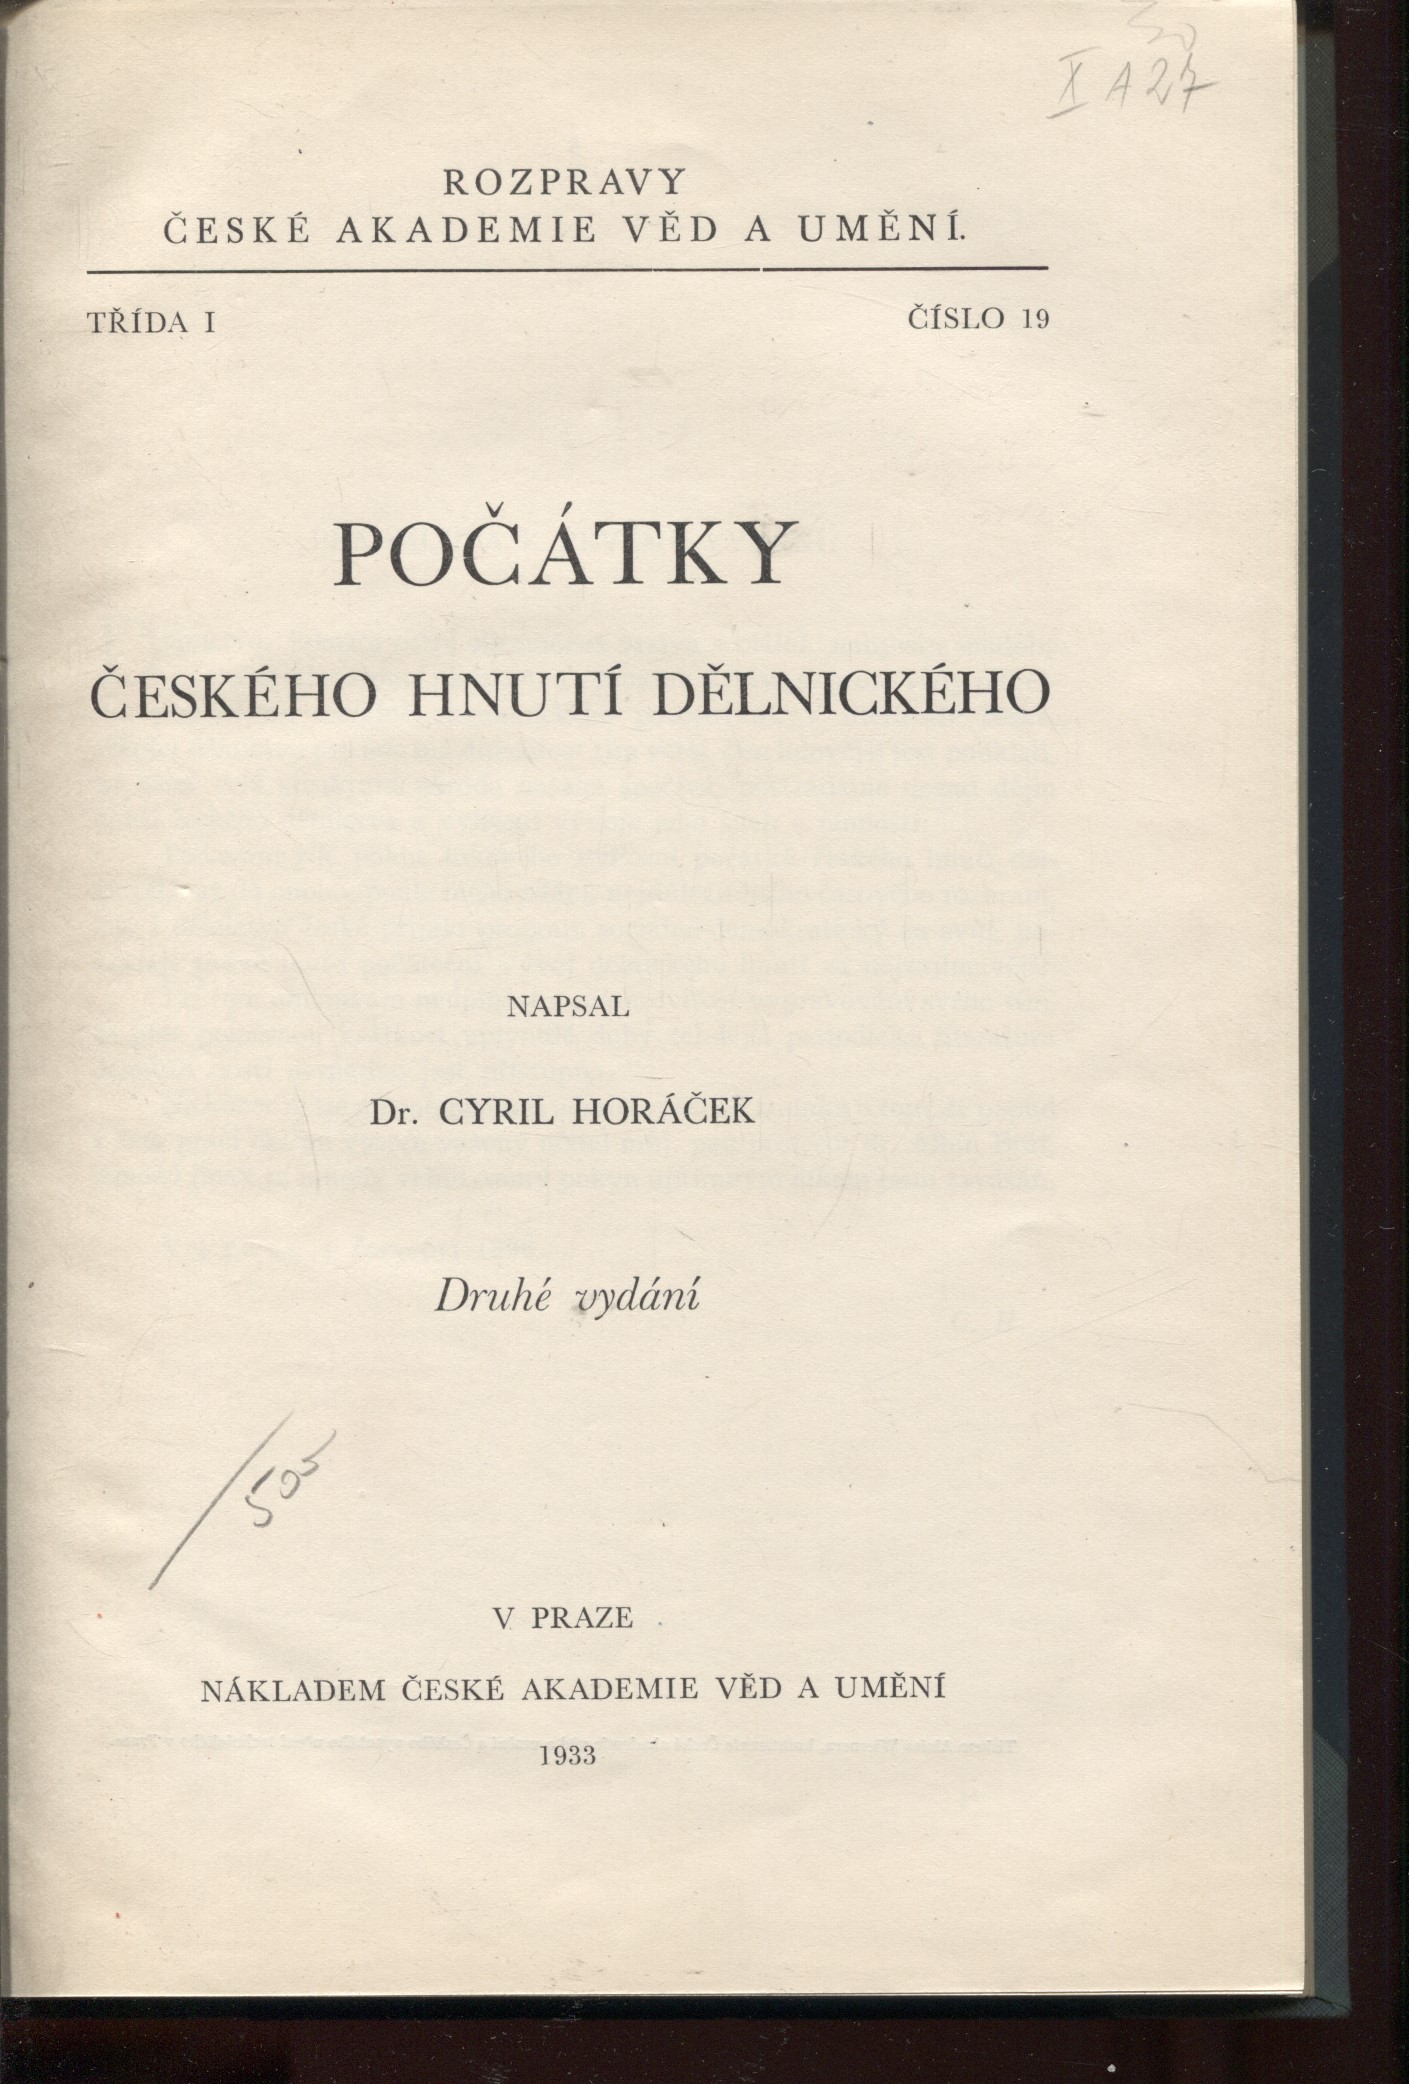 X A 27
ROZPRAVY
ČESKÉ AKADEMIE VĚD A UMĚNÍ.
TŘÍDA I
ČÍSLO 19
POČÁTKY
ČESKÉHO HNUTÍ DĚLNICKÉHO
NAPSAL
Dr. CYRIL HORÁČEK
Druhé vydání
V PRAZE
NÁKLADEM ČESKÉ AKADEMIE VĚD A UMĚNÍ
1933